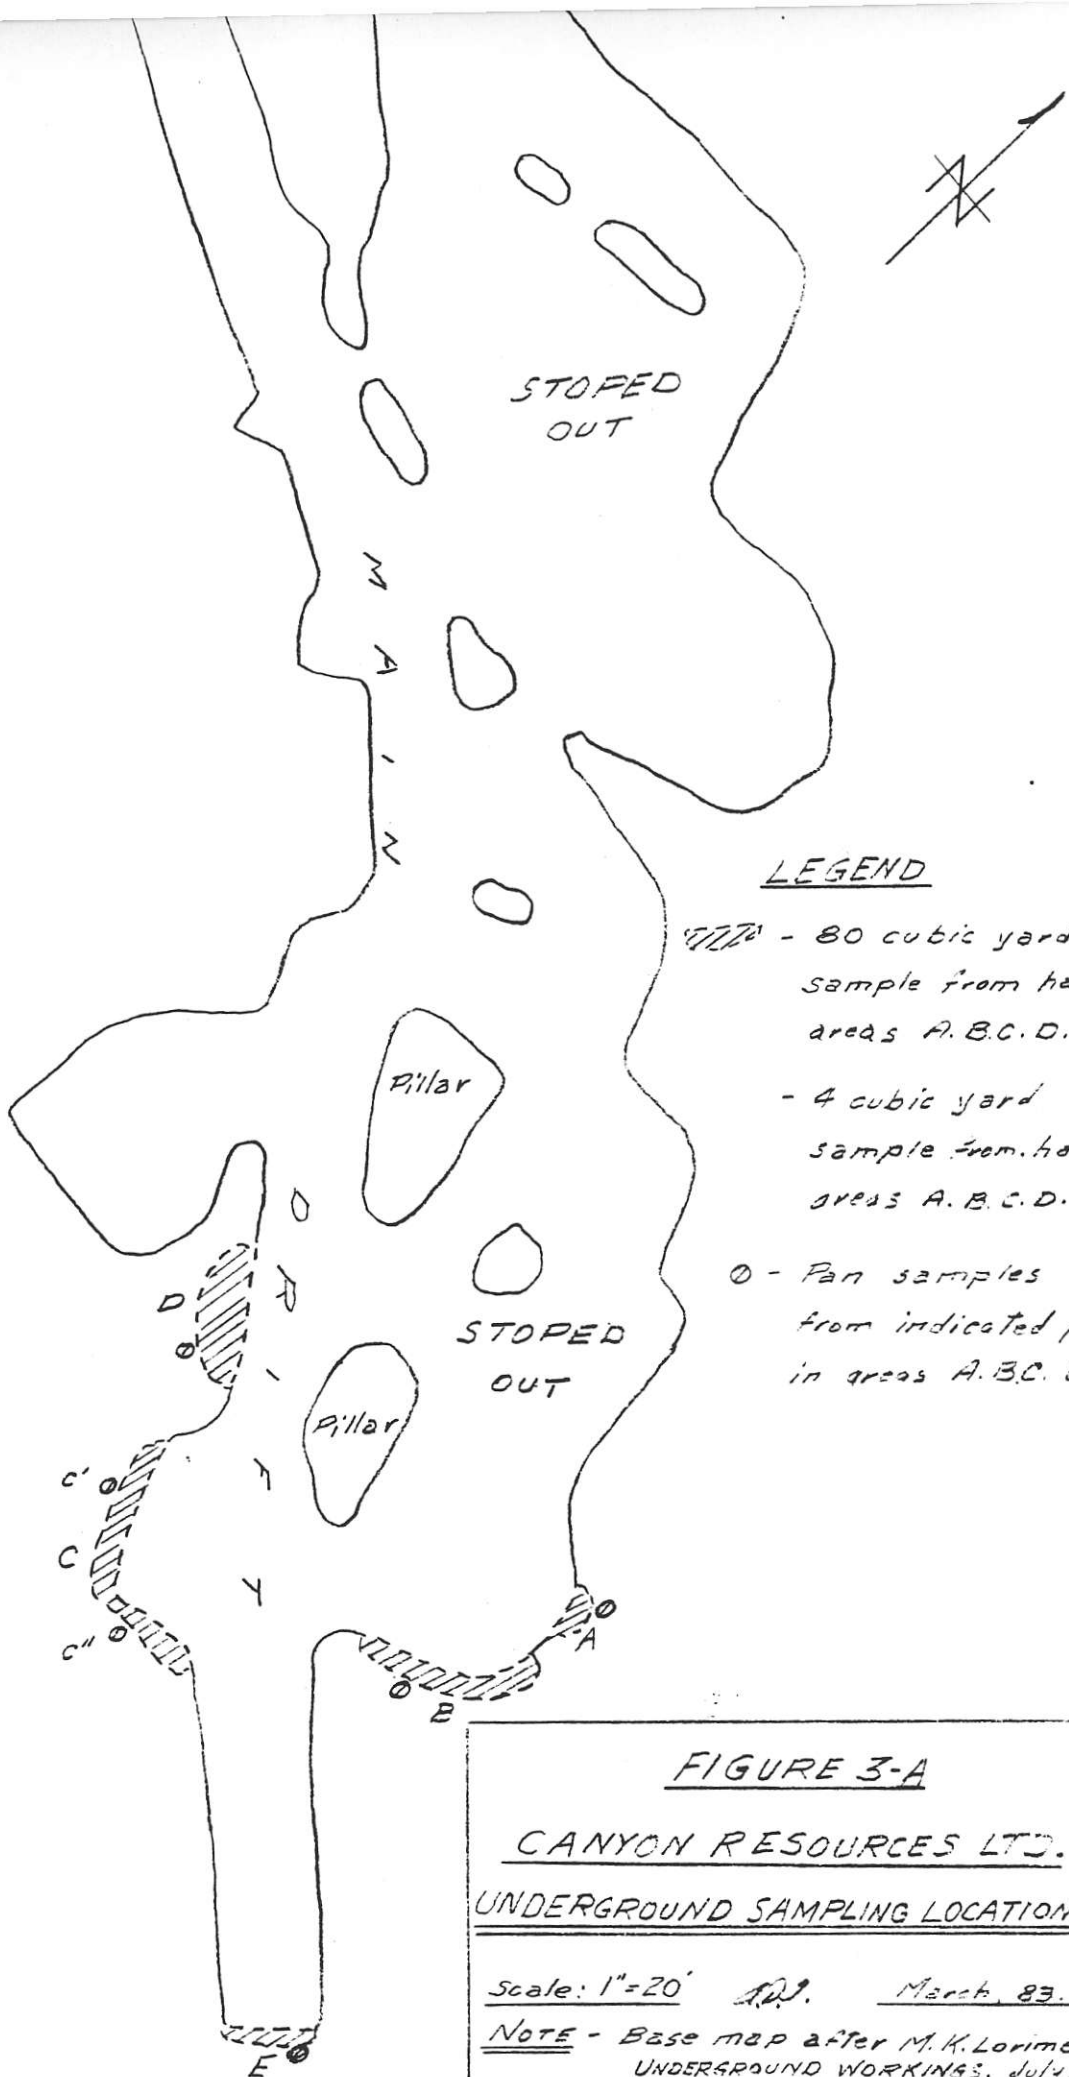 N
STOPED
OUT
MAIN
LEGEND
- 80 cubic yard
sample from
areas A.B.C.D.
- 4 cubic yard
sample from
areas A.B.C.D.
- Pan samples
from indicated
in areas A.B.C.
Pillar
D
STOPED
OUT
Pillar
DRIFT
C'
C
C"
A
B
E
FIGURE 3-A
CANYON RESOURCES LTD.
UNDERGROUND SAMPLING LOCATION
Scale: 1"=20' March, 83.
NOTE - Base map after M.K. Lorime
UNDERGROUND WORKINGS, July